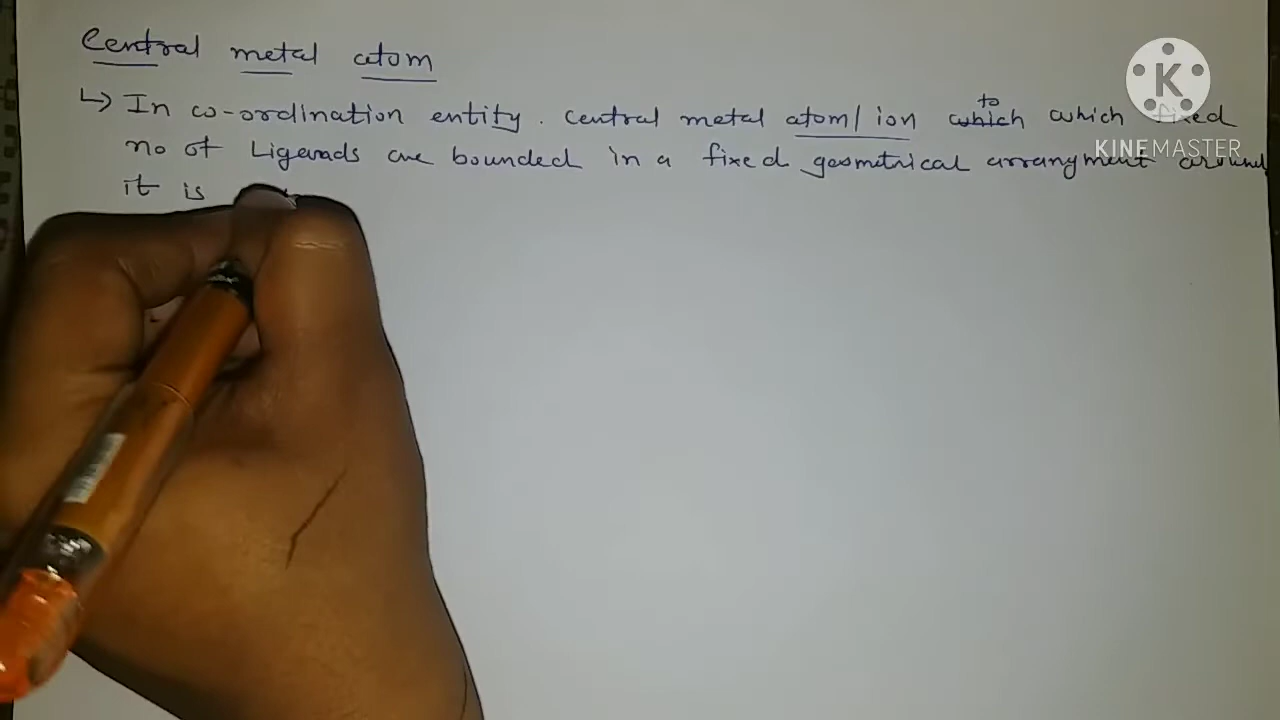 Central metal atom
↳ In co-ordination entity. central metal atom/ion to which which fixed
no of Ligands are bounded in a fixed geometrical arrangment around
it is
K
KINEMASTER